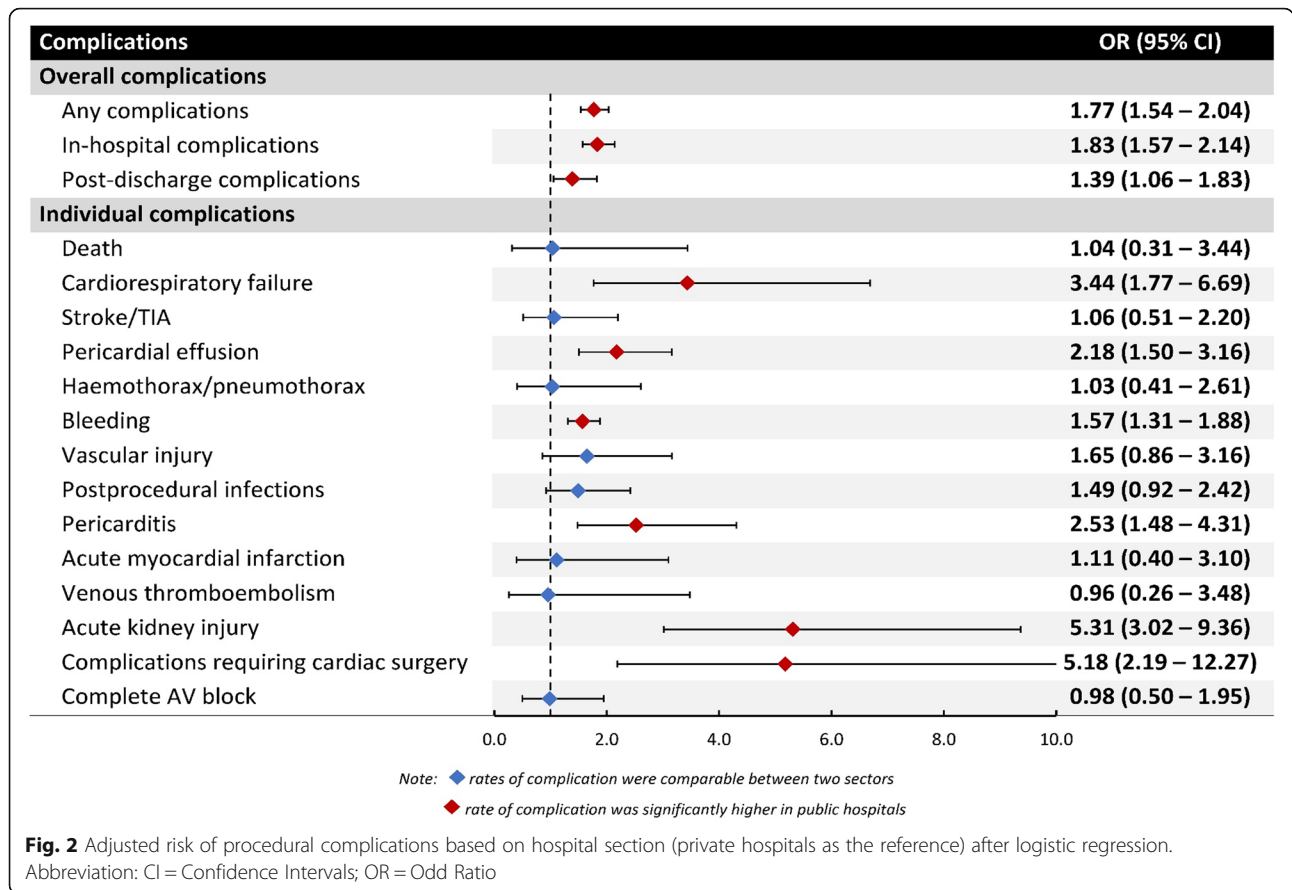 Complications OR (95% CI)
Overall complications
Any complications 1.77 (1.54 – 2.04)
In-hospital complications 1.83 (1.57 – 2.14)
Post-discharge complications 1.39 (1.06 – 1.83)
Individual complications
Death 1.04 (0.31 – 3.44)
Cardiorespiratory failure 3.44 (1.77 – 6.69)
Stroke/TIA 1.06 (0.51 – 2.20)
Pericardial effusion 2.18 (1.50 – 3.16)
Haemothorax/pneumothorax 1.03 (0.41 – 2.61)
Bleeding 1.57 (1.31 – 1.88)
Vascular injury 1.65 (0.86 – 3.16)
Postprocedural infections 1.49 (0.92 – 2.42)
Pericarditis 2.53 (1.48 – 4.31)
Acute myocardial infarction 1.11 (0.40 – 3.10)
Venous thromboembolism 0.96 (0.26 – 3.48)
Acute kidney injury 5.31 (3.02 – 9.36)
Complications requiring cardiac surgery 5.18 (2.19 – 12.27)
Complete AV block 0.98 (0.50 – 1.95)
0.0 2.0 4.0 6.0 8.0 10.0
Note: rates of complication were comparable between two sectors
rate of complication was significantly higher in public hospitals
Fig. 2 Adjusted risk of procedural complications based on hospital section (private hospitals as the reference) after logistic regression.
Abbreviation: CI = Confidence Intervals; OR = Odd Ratio